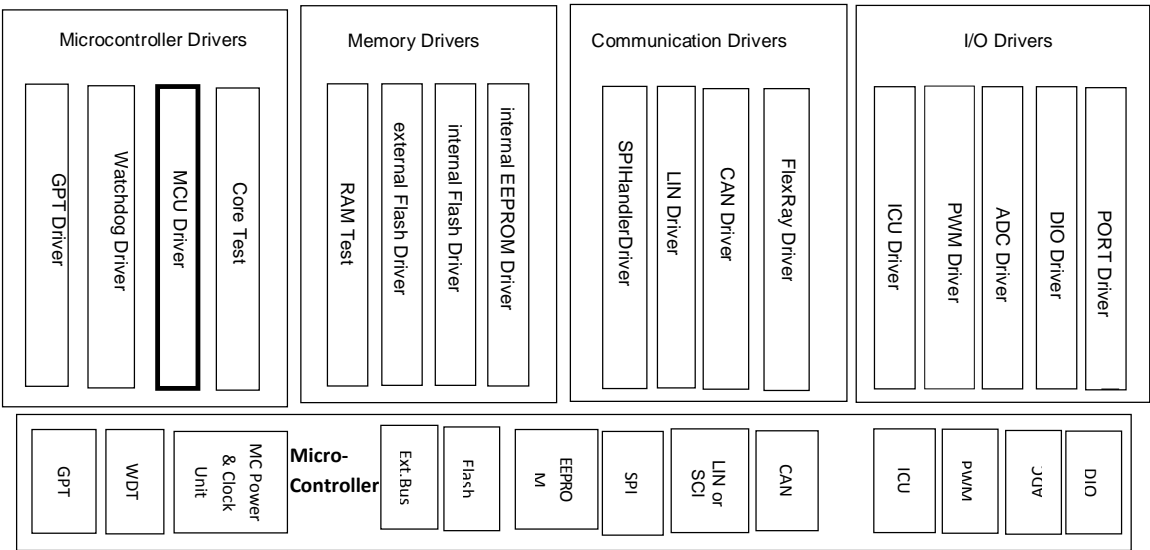 Microcontroller Drivers
GPT Driver
Watchdog Driver
MCU Driver
Core Test
Memory Drivers
RAM Test
external Flash Driver
internal Flash Driver
internal EEPROM Driver
Communication Drivers
SPIHandlerDriver
LIN Driver
CAN Driver
FlexRay Driver
I/O Drivers
ICU Driver
PWM Driver
ADC Driver
DIO Driver
PORT Driver
GPT
WDT
MC Power
& Clock
Unit
Micro-
Controller
Ext.Bus
Flash
EEPRO
M
SPI
LIN or
SCI
CAN
ICU
PWM
ADC
DIO